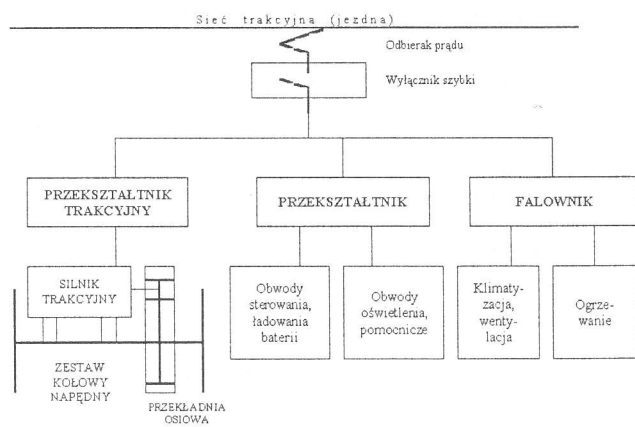 Sieć trakcyjna (jezdna)
Odbierak prądu
Wyłącznik szybki
PRZEKSZTAŁTNIK
TRAKCYJNY
PRZEKSZTAŁTNIK
FALOWNIK
SILNIK
TRAKCYJNY
Obwody
sterowania,
ładowania
baterii
Obwody
oświetlenia,
pomocnicze
Klimaty-
zacja,
wenty-
lacja
Ogrze-
wanie
ZESTAW
KOŁOWY
NAPĘDNY
PRZEKŁADNIA
OSIOWA